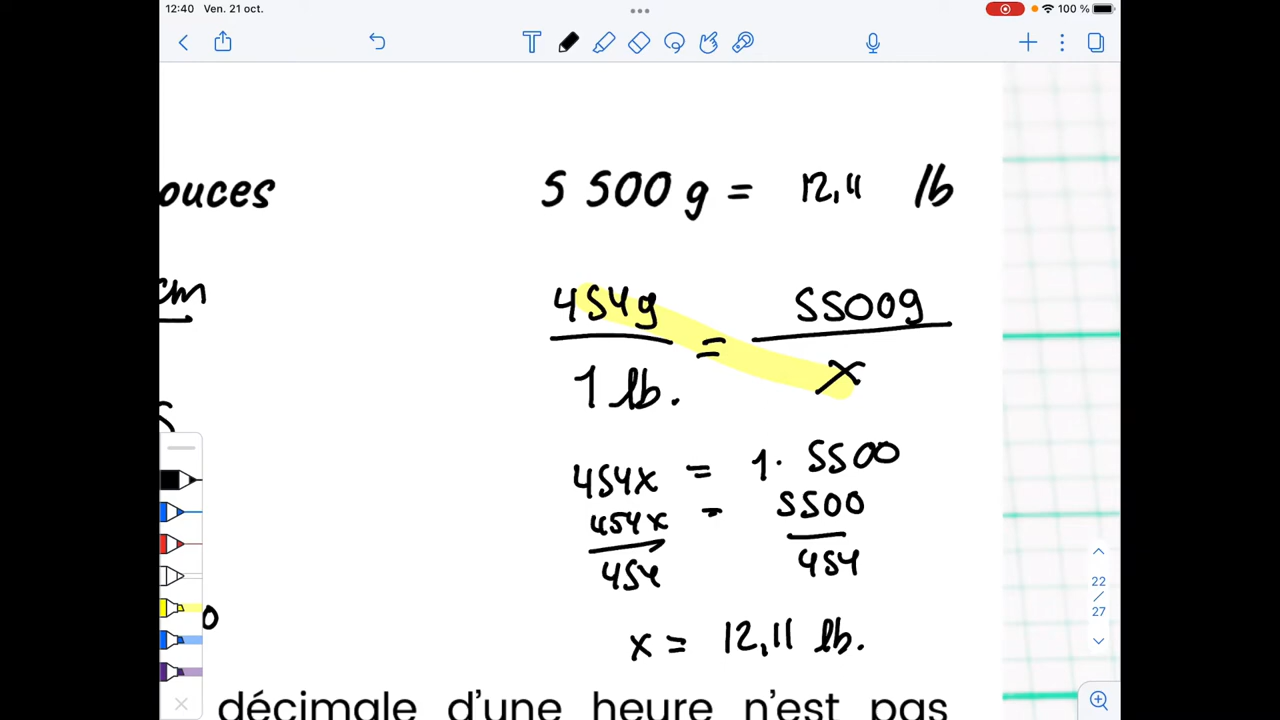 12:40 Ven. 21 oct. 100 %
T
ouces
5 500 g = 12,11 lb
cm
454g = 5500g
1 lb. x
454x = 1. 5500
454x = 5500
454 454
x = 12,11 lb.
22
/
27
décimale d'une heure n'est pas